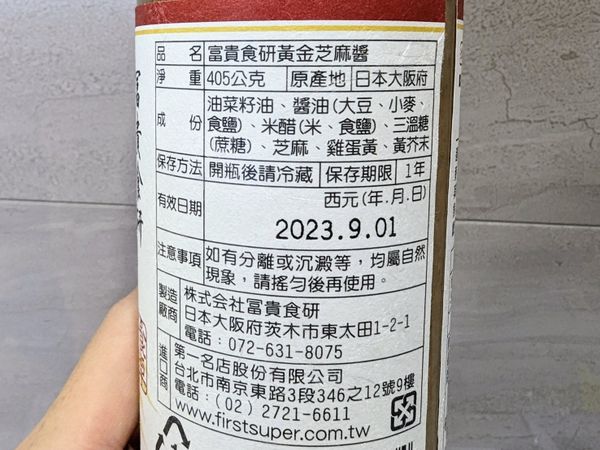 品名 富貴食研黃金芝麻醬
淨重 405公克 原產地 日本大阪府
成份 油菜籽油、醬油(大豆、小麥、
食鹽)、米醋(米、食鹽)、三溫糖
(蔗糖)、芝麻、雞蛋黃、黃芥末
保存方法 開瓶後請冷藏 保存期限 1年
有效日期 西元(年.月.日)
2023.9.01
注意事項 如有分離或沉澱等,均屬自然
現象,請搖勻後再使用。
製造廠商 株式会社冨貴食研
日本大阪府茨木市東太田1-2-1
電話:072-631-8075
進口商 第一名店股份有限公司
台北市南京東路3段346之12號9樓
電話:(02) 2721-6611
www.firstsuper.com.tw